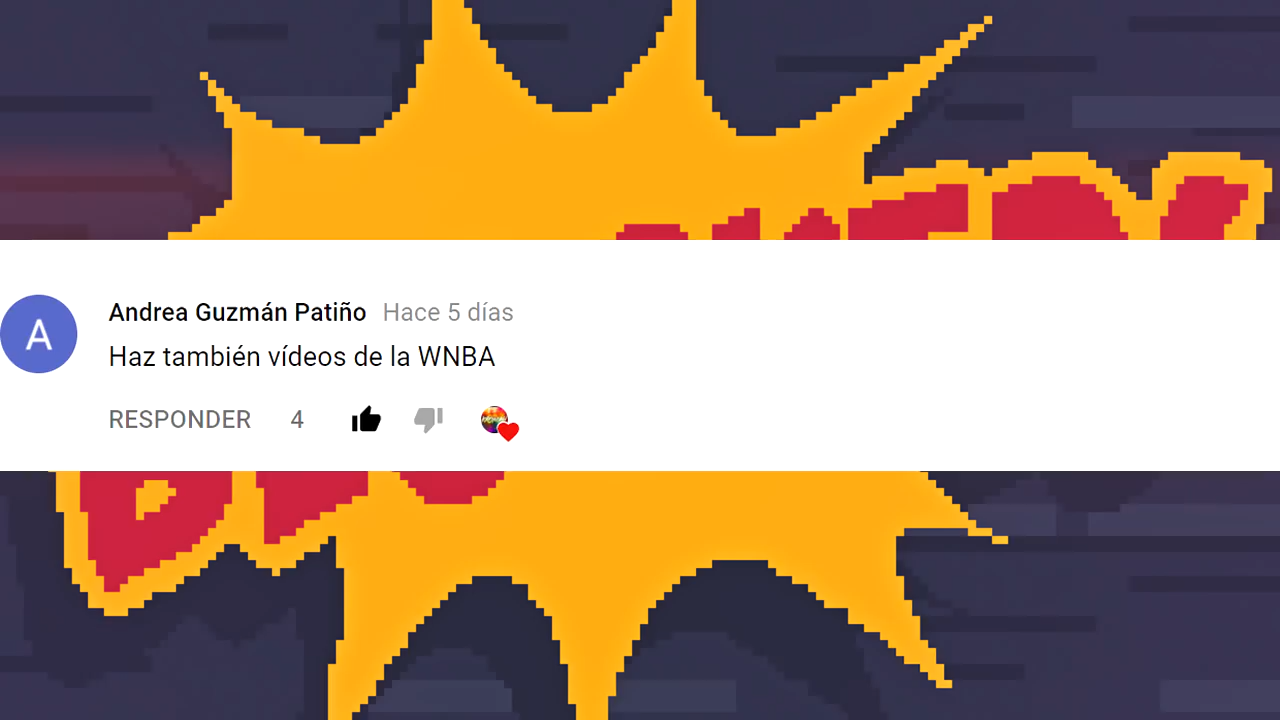 A
Andrea Guzmán Patiño Hace 5 días
Haz también vídeos de la WNBA
RESPONDER 4